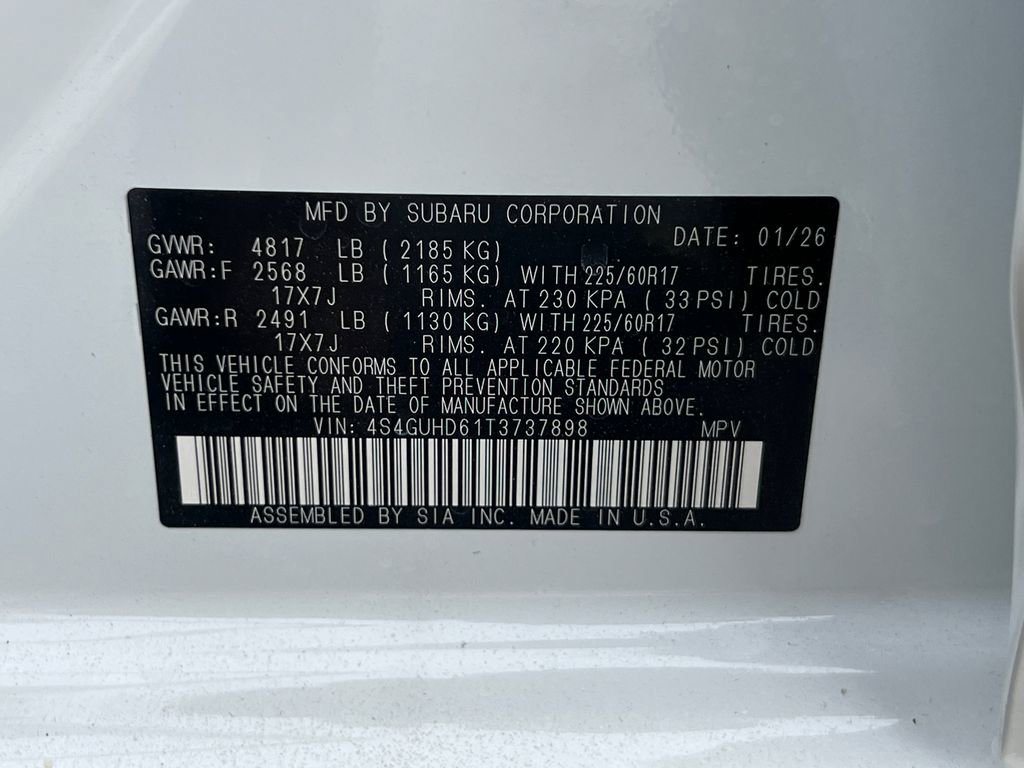 MFD BY SUBARU CORPORATION
DATE: 01/26
GVWR: 4817 LB ( 2185 KG)
GAWR:F 2568 LB ( 1165 KG) WITH 225/60R17 TIRES.
17X7J RIMS. AT 230 KPA ( 33 PSI) COLD
GAWR:R 2491 LB ( 1130 KG) WITH 225/60R17 TIRES.
17X7J RIMS. AT 220 KPA ( 32 PSI) COLD
THIS VEHICLE CONFORMS TO ALL APPLICABLE FEDERAL MOTOR
VEHICLE SAFETY AND THEFT PREVENTION STANDARDS
IN EFFECT ON THE DATE OF MANUFACTURE SHOWN ABOVE.
VIN: 4S4GUHD61T3737898 MPV
ASSEMBLED BY SIA INC. MADE IN U.S.A.